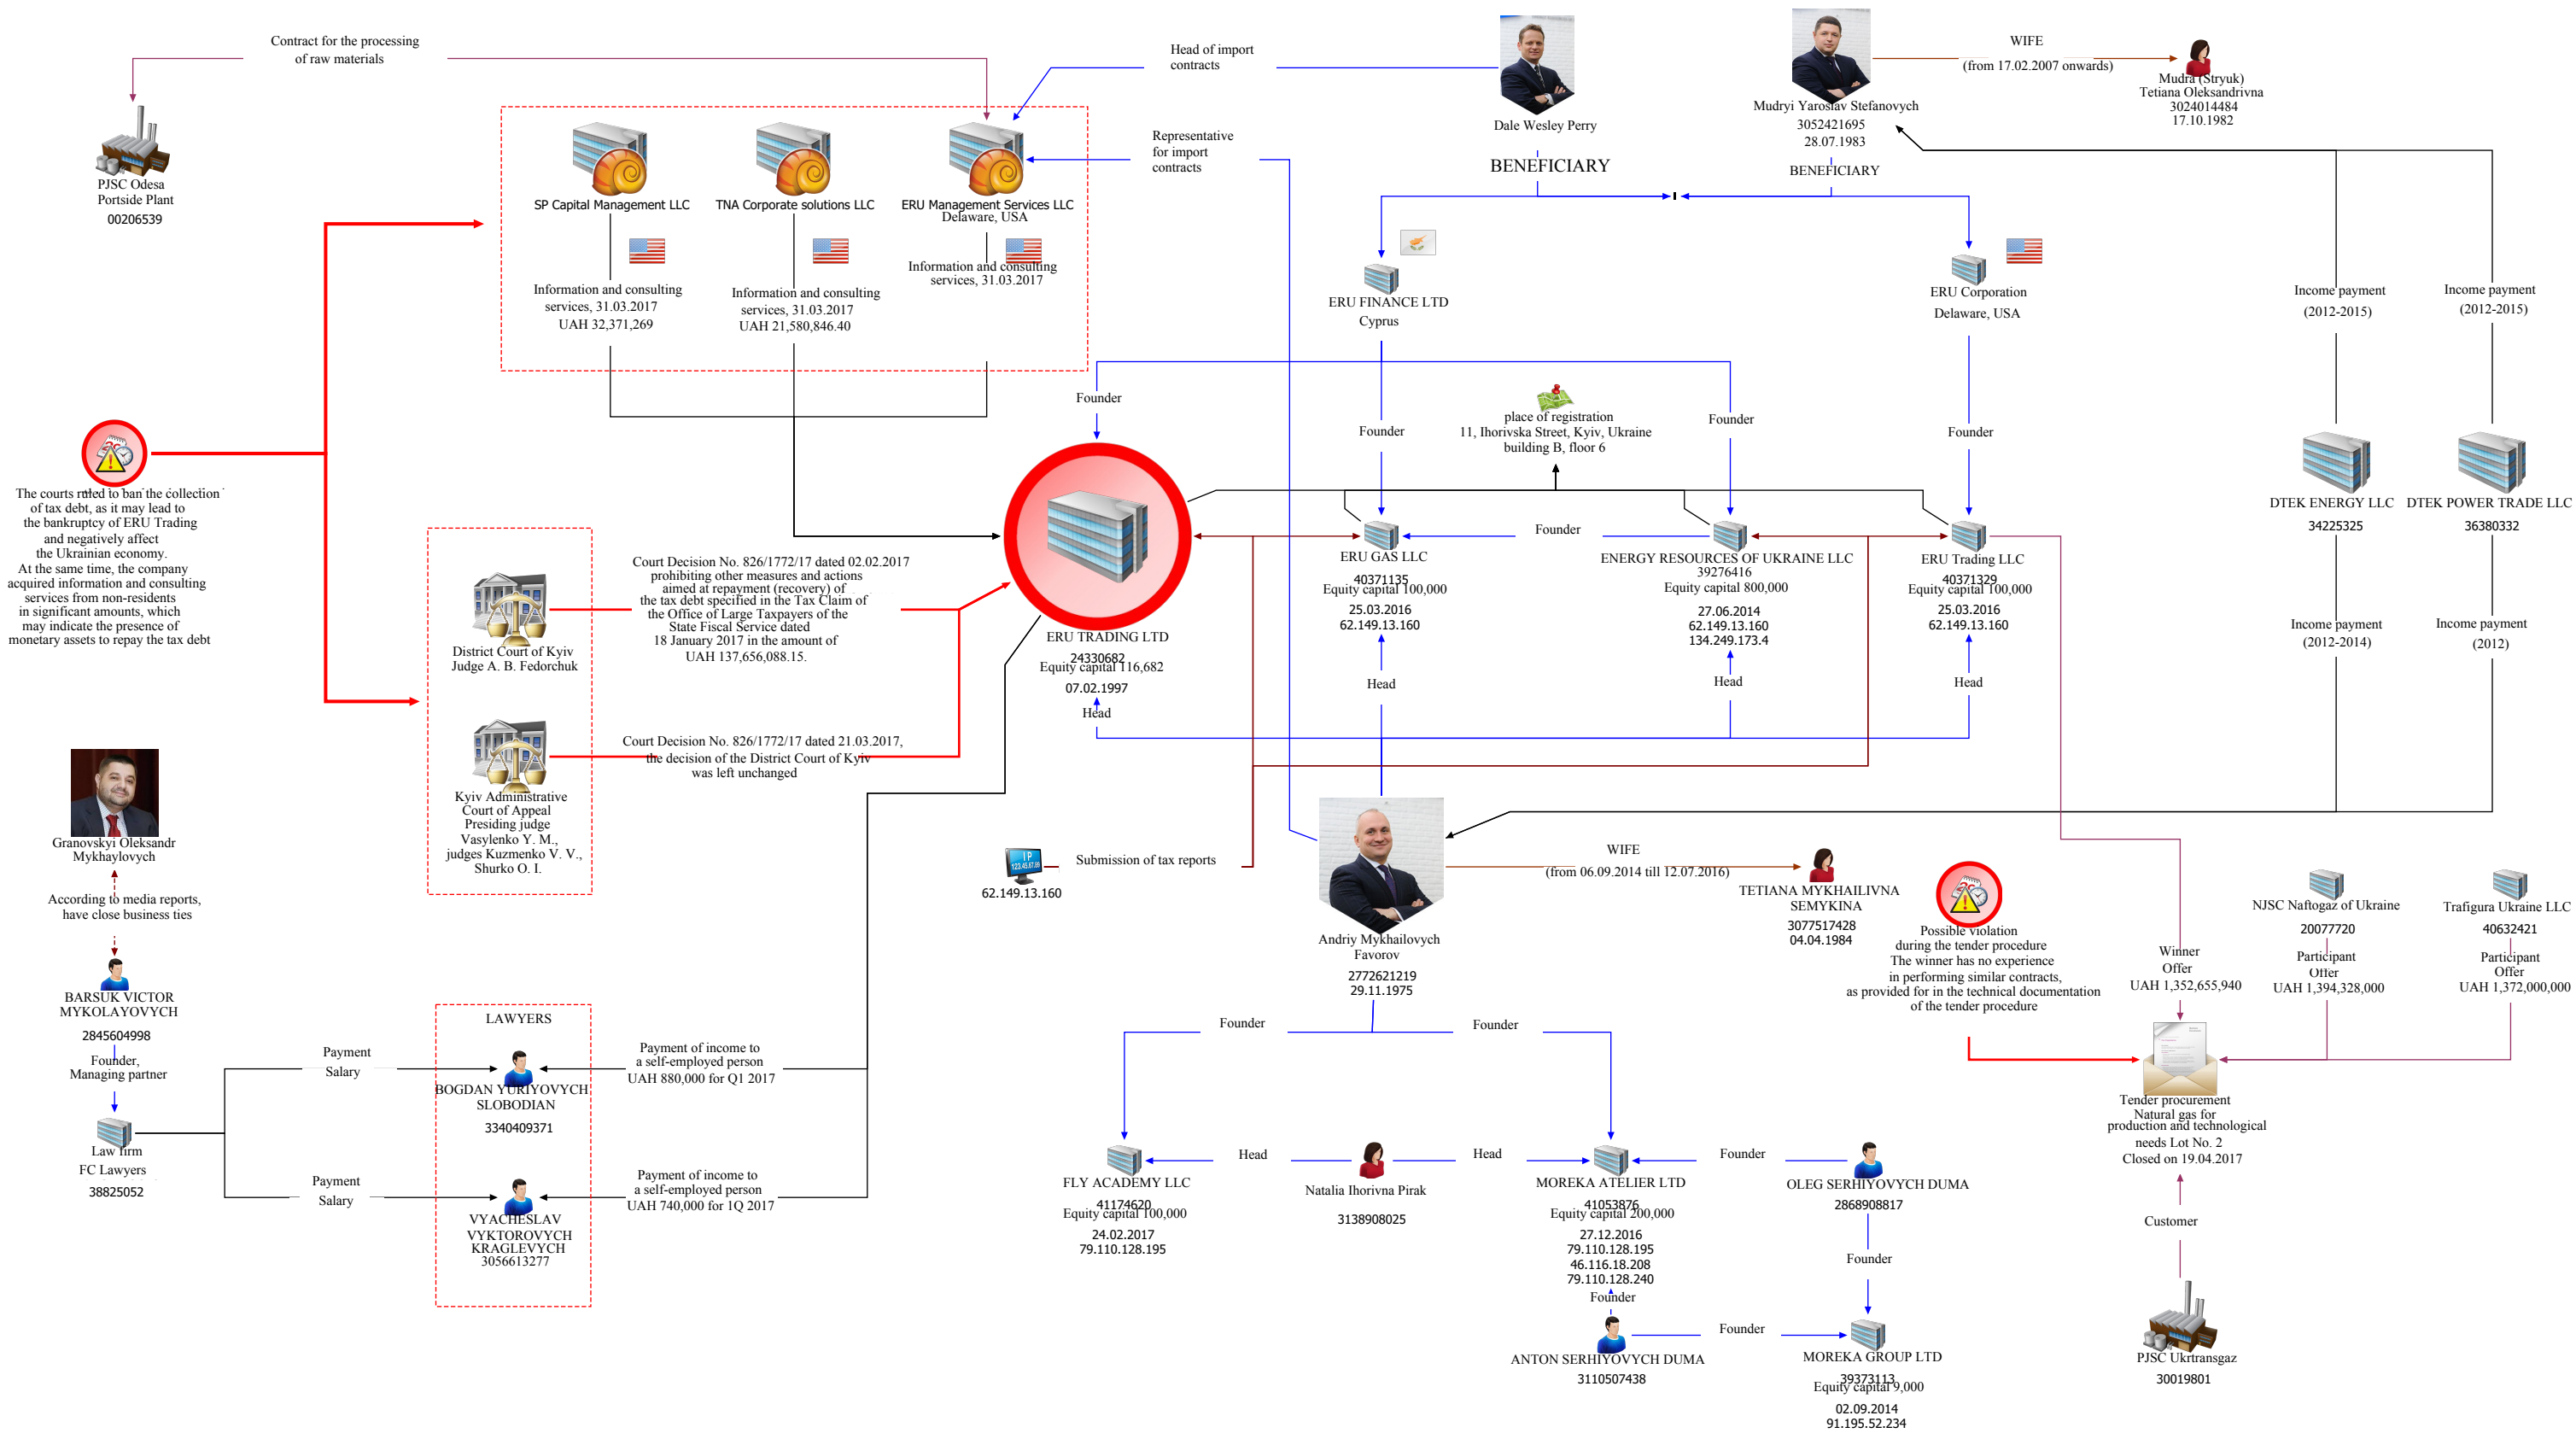 Contract for the processing
of raw materials
PJSC Odesa
Portside Plant
00206539
Head of import
contracts
Representative
for import
contracts
SP Capital Management LLC
TNA Corporate solutions LLC
ERU Management Services LLC
Delaware, USA
Information and consulting
services, 31.03.2017
UAH 32,371,269
Information and consulting
services, 31.03.2017
UAH 21,580,846.40
Information and consulting
services, 31.03.2017
Dale Wesley Perry
BENEFICIARY
Mudryi Yaroslav Stefanovych
3052421695
28.07.1983
BENEFICIARY
WIFE
(from 17.02.2007 onwards)
Mudra (Stryuk)
Tetiana Oleksandrivna
3024014484
17.10.1982
ERU FINANCE LTD
Cyprus
ERU Corporation
Delaware, USA
Income payment
(2012-2015)
Income payment
(2012-2015)
Founder
Founder
Founder
Founder
place of registration
11, Ihorivska Street, Kyiv, Ukraine
building B, floor 6
DTEK ENERGY LLC
34225325
DTEK POWER TRADE LLC
36380332
Income payment
(2012-2014)
Income payment
(2012)
The courts ruled to ban the collection
of tax debt, as it may lead to
the bankruptcy of ERU Trading
and negatively affect
the Ukrainian economy.
At the same time, the company
acquired information and consulting
services from non-residents
in significant amounts, which
may indicate the presence of
monetary assets to repay the tax debt
District Court of Kyiv
Judge A. B. Fedorchuk
Court Decision No. 826/1772/17 dated 02.02.2017
prohibiting other measures and actions
aimed at repayment (recovery) of
the tax debt specified in the Tax Claim of
the Office of Large Taxpayers of the
State Fiscal Service dated
18 January 2017 in the amount of
UAH 137,656,088.15.
Kyiv Administrative
Court of Appeal
Presiding judge
Vasylenko Y. M.,
judges Kuzmenko V. V.,
Shurko O. I.
Court Decision No. 826/1772/17 dated 21.03.2017,
the decision of the District Court of Kyiv
was left unchanged
ERU TRADING LTD
24330682
Equity capital 116,682
07.02.1997
Head
ERU GAS LLC
40371135
Equity capital 100,000
25.03.2016
62.149.13.160
Head
Founder
ENERGY RESOURCES OF UKRAINE LLC
39276416
Equity capital 800,000
27.06.2014
62.149.13.160
134.249.173.4
Head
ERU Trading LLC
40371329
Equity capital 100,000
25.03.2016
62.149.13.160
Head
Granovskyi Oleksandr
Mykhaylovych
According to media reports,
have close business ties
BARSUK VICTOR
MYKOLAYOVYCH
2845604998
Founder,
Managing partner
Law firm
FC Lawyers
38825052
Payment
Salary
Payment
Salary
LAWYERS
BOGDAN YURIYOVYCH
SLOBODIAN
3340409371
VYACHESLAV
VYKTOROVYCH
KRAGLEVYCH
3056613277
Payment of income to
a self-employed person
UAH 880,000 for Q1 2017
Payment of income to
a self-employed person
UAH 740,000 for 1Q 2017
IP
123.45.67.89
62.149.13.160
Submission of tax reports
Andriy Mykhailovych
Favorov
2772621219
29.11.1975
WIFE
(from 06.09.2014 till 12.07.2016)
TETIANA MYKHAILIVNA
SEMYKINA
3077517428
04.04.1984
Founder
Founder
FLY ACADEMY LLC
41174620
Equity capital 100,000
24.02.2017
79.110.128.195
Head
Natalia Ihorivna Pirak
3138908025
Head
MOREKA ATELIER LTD
41053876
Equity capital 200,000
27.12.2016
79.110.128.195
46.116.18.208
79.110.128.240
Founder
Founder
OLEG SERHIYOVYCH DUMA
2868908817
Founder
ANTON SERHIYOVYCH DUMA
3110507438
Founder
MOREKA GROUP LTD
39373113
Equity capital 9,000
02.09.2014
91.195.52.234
Possible violation
during the tender procedure
The winner has no experience
in performing similar contracts,
as provided for in the technical documentation
of the tender procedure
Winner
Offer
UAH 1,352,655,940
NJSC Naftogaz of Ukraine
20077720
Participant
Offer
UAH 1,394,328,000
Trafigura Ukraine LLC
40632421
Participant
Offer
UAH 1,372,000,000
Tender procurement
Natural gas for
production and technological
needs Lot No. 2
Closed on 19.04.2017
Customer
PJSC Ukrtransgaz
30019801